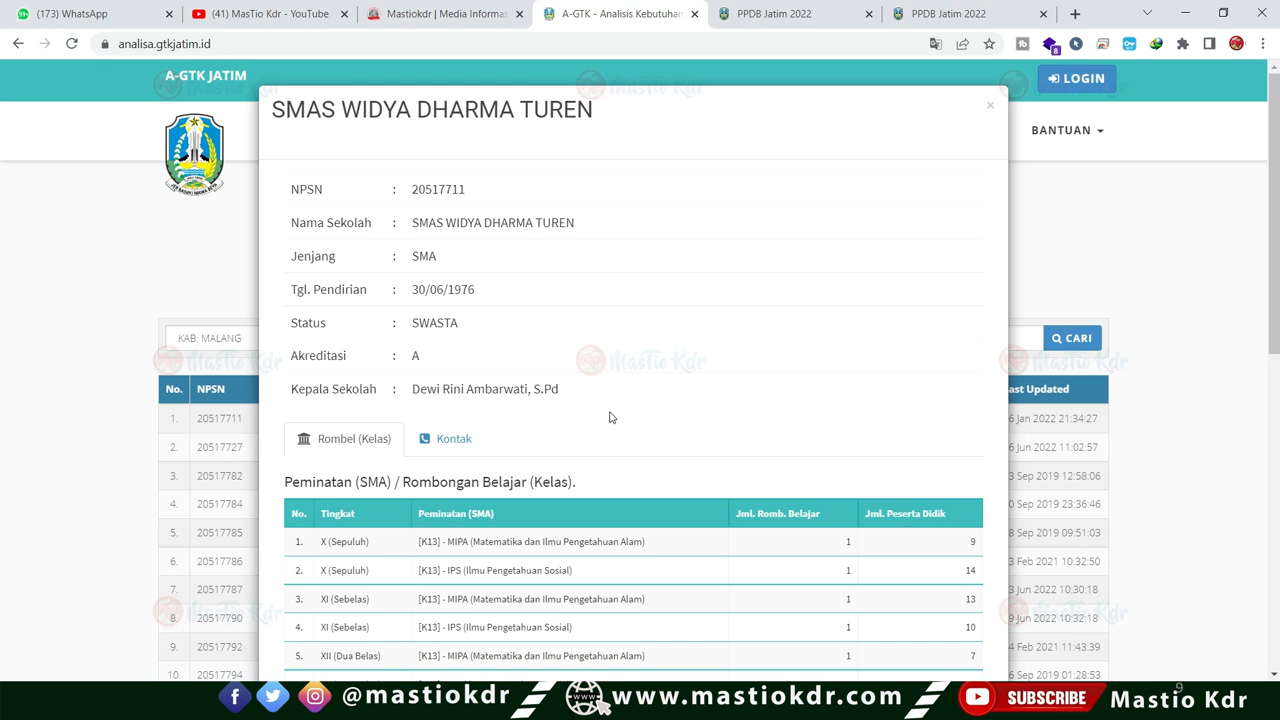 (173) WhatsApp
(41) MasTio Kdr - YouTube
Mastiokdr | Media Informas
A-GTK - Analisis Kebutuhan
PPDB Jatim 2022
PPDB Jatim 2022
analisa.gtkjatim.id
8
A-GTK JATIM
LOGIN
BANTUAN
SMAS WIDYA DHARMA TUREN
×
NPSN : 20517711
Nama Sekolah : SMAS WIDYA DHARMA TUREN
Jenjang : SMA
Tgl. Pendirian : 30/06/1976
Status : SWASTA
Akreditasi : A
Kepala Sekolah : Dewi Rini Ambarwati, S.Pd
Rombel (Kelas) Kontak
Peminatan (SMA) / Rombongan Belajar (Kelas).
No. Tingkat Peminatan (SMA) Jml. Romb. Belajar Jml. Peserta Didik
1. X (Sepuluh) [K13] - MIPA (Matematika dan Ilmu Pengetahuan Alam) 1 9
2. X (Sepuluh) [K13] - IPS (Ilmu Pengetahuan Sosial) 1 14
3. XI (Sebelas) [K13] - MIPA (Matematika dan Ilmu Pengetahuan Alam) 1 13
4. XI (Sebelas) [K13] - IPS (Ilmu Pengetahuan Sosial) 1 10
5. XII (Dua Belas) [K13] - MIPA (Matematika dan Ilmu Pengetahuan Alam) 1 7
KAB. MALANG
CARI
No. NPSN
1. 20517711
2. 20517727
3. 20517782
4. 20517784
5. 20517785
6. 20517786
7. 20517787
8. 20517790
9. 20517792
10. 20517794
ast Updated
6 Jan 2022 21:34:27
6 Jun 2022 11:02:57
3 Sep 2019 12:58:06
0 Sep 2019 23:36:46
8 Sep 2019 09:51:03
3 Feb 2021 10:32:50
3 Jun 2022 10:30:18
9 Jun 2022 10:32:18
4 Feb 2021 11:43:39
6 Sep 2019 01:28:53
MasTio Kdr
@mastiokdr
WWW
www.mastiokdr.com
SUBSCRIBE
Mastio Kdr
9